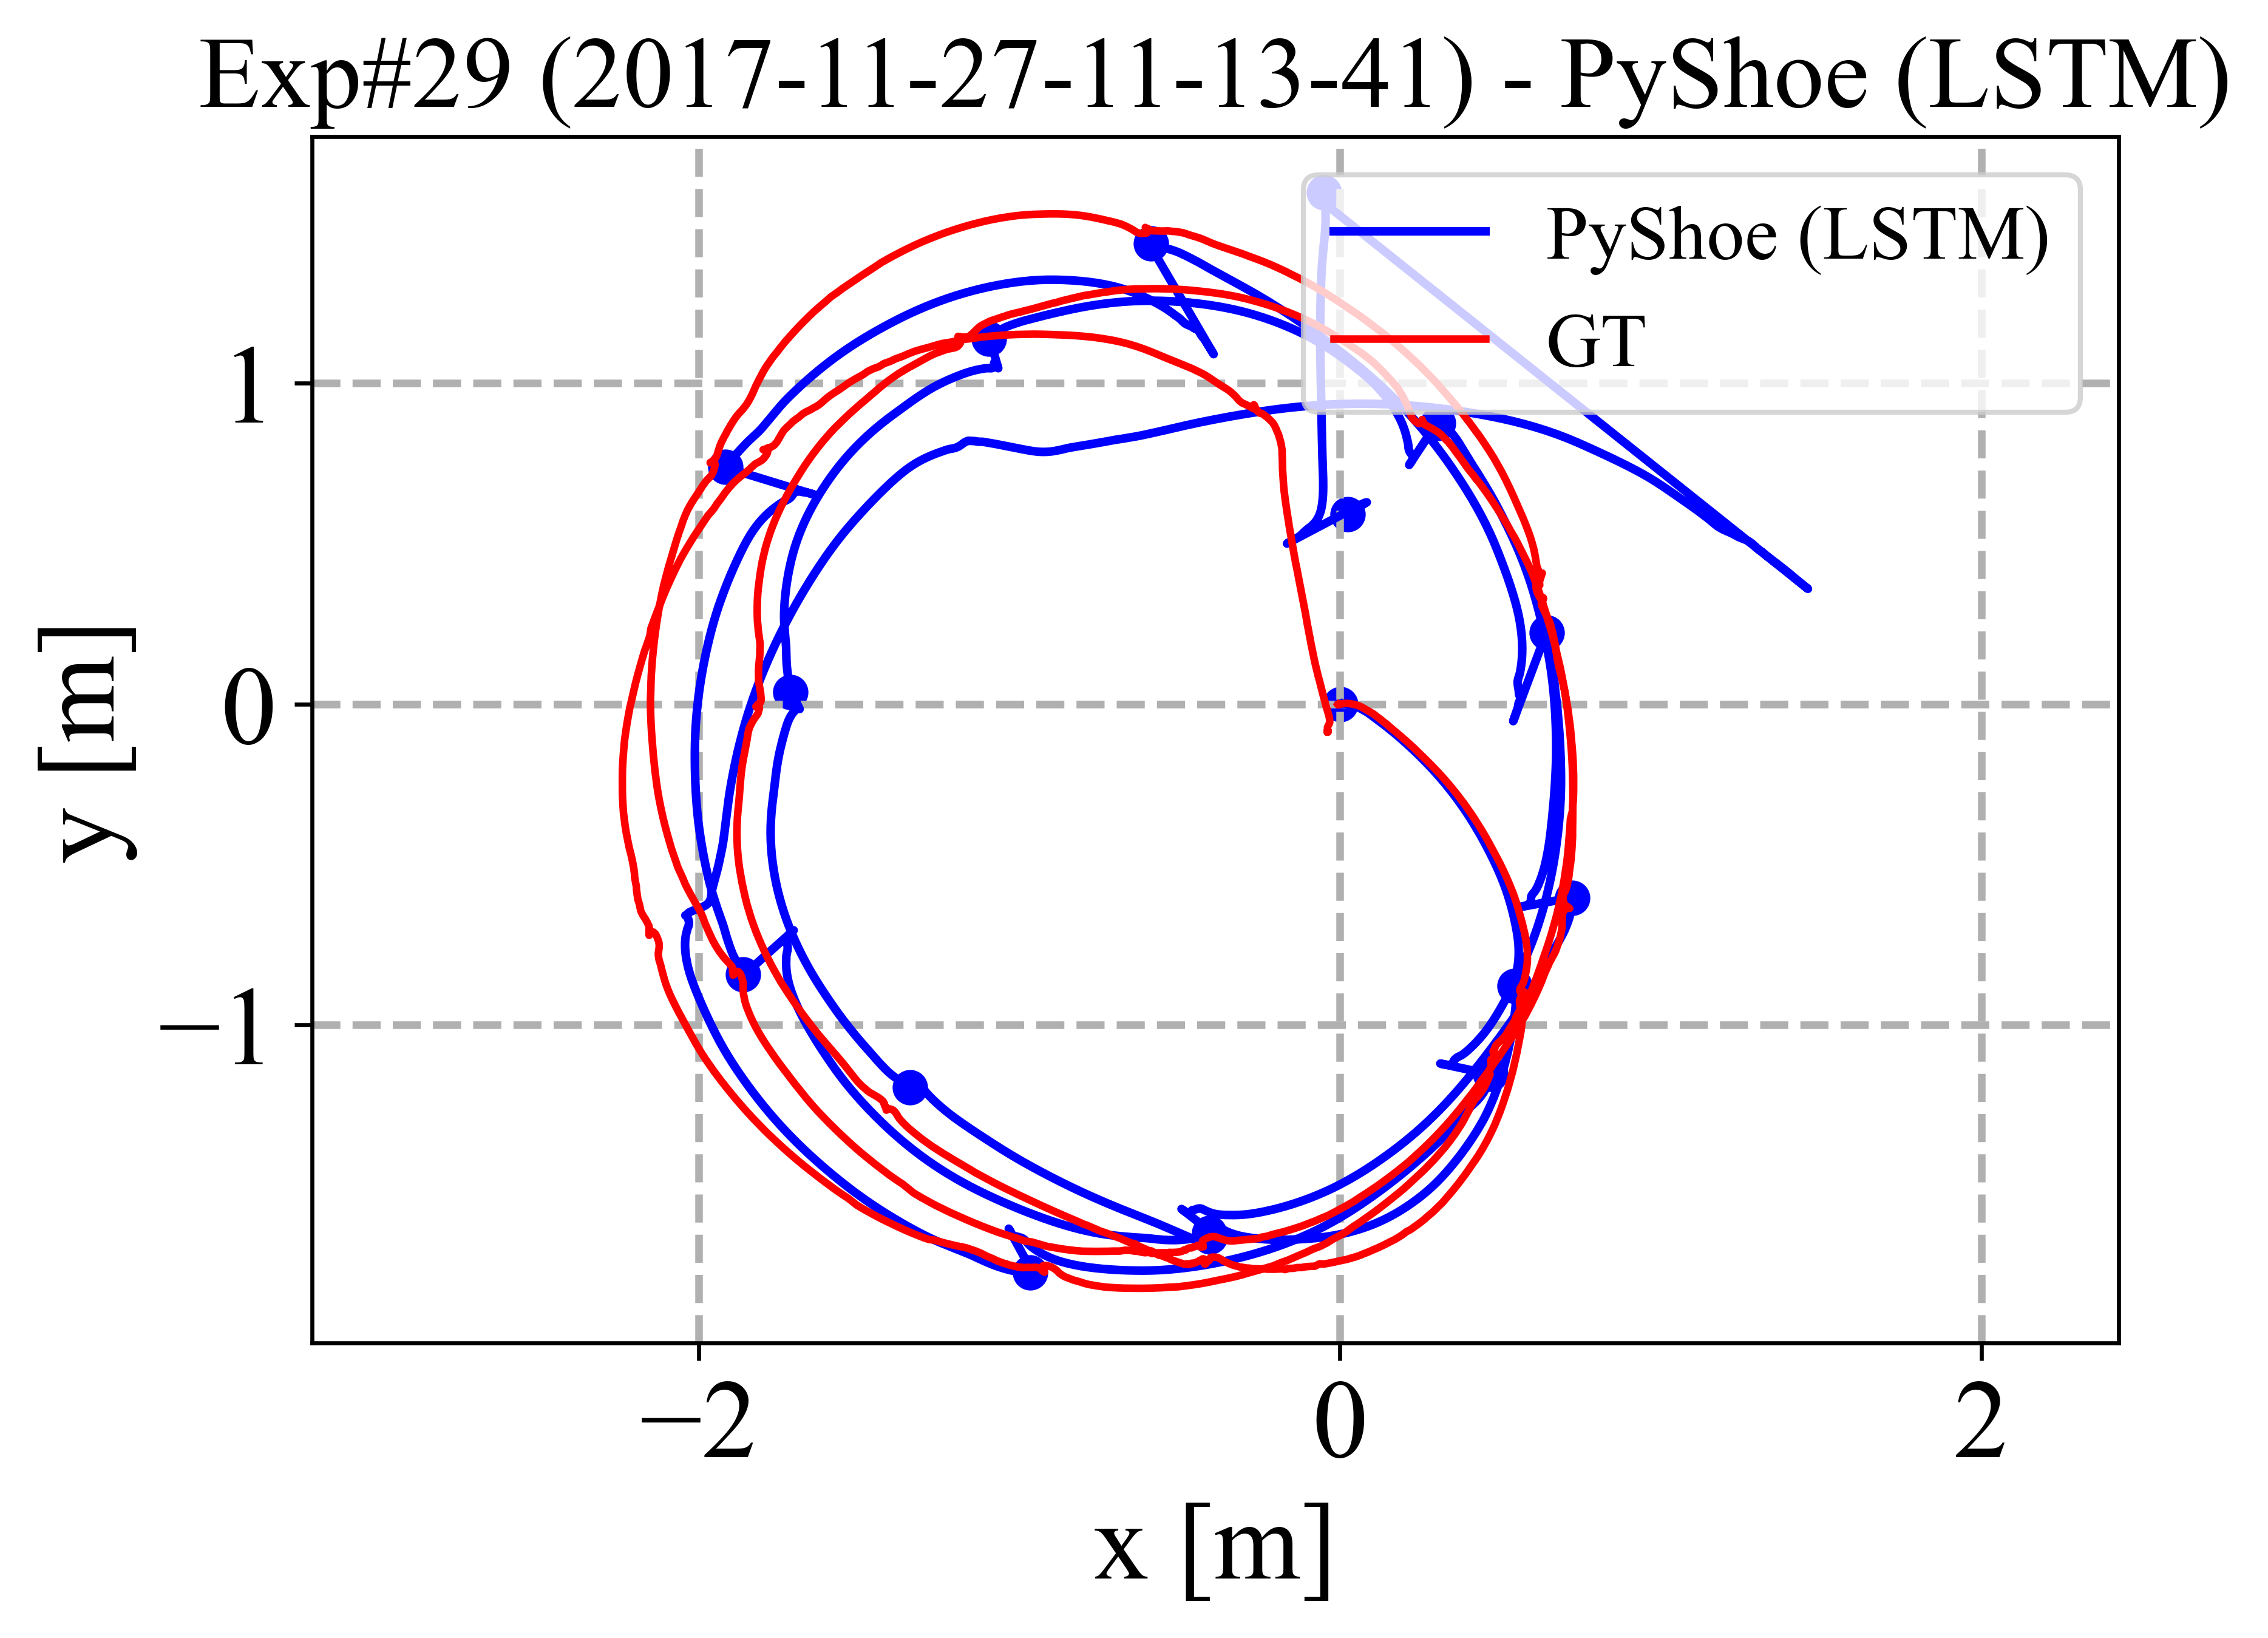 Exp#29 (2017-11-27-11-13-41) - PyShoe (LSTM)
PyShoe (LSTM)
GT
y [m]
1
0
−1
−2
0
2
x [m]